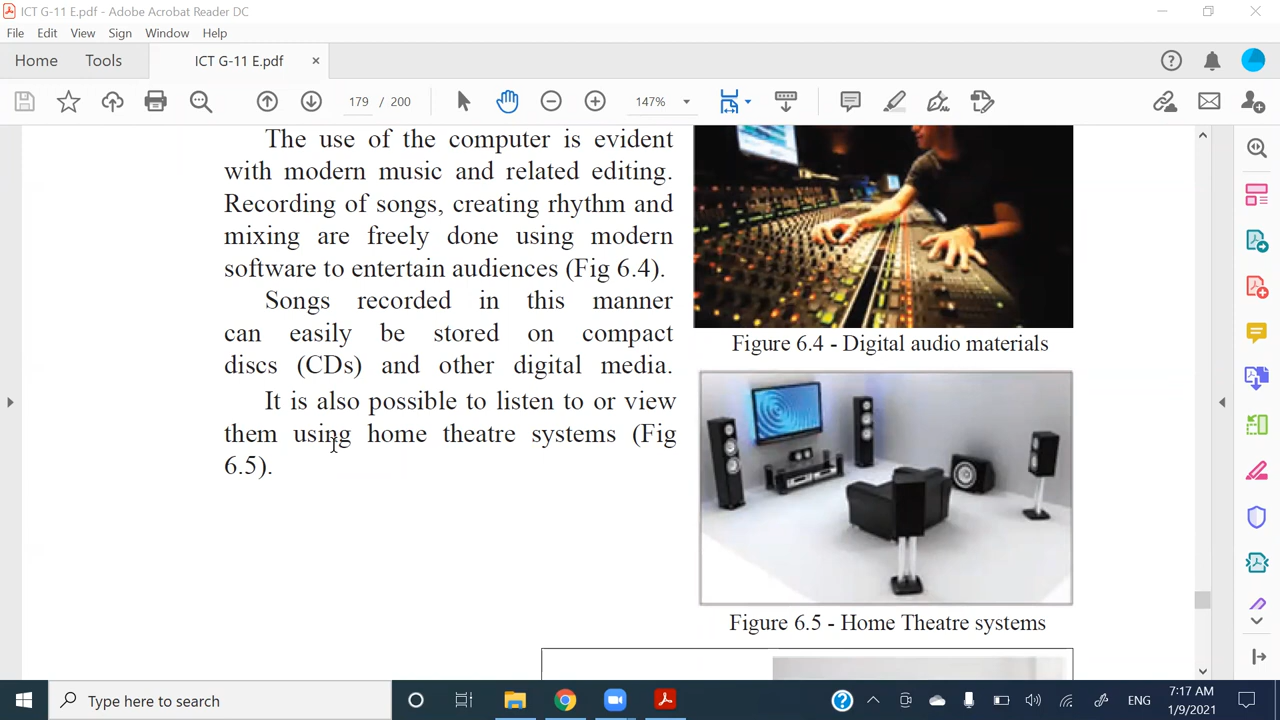 ICT G-11 E.pdf - Adobe Acrobat Reader DC
File Edit View Sign Window Help
Home Tools ICT G-11 E.pdf
179 / 200 147%
The use of the computer is evident
with modern music and related editing.
Recording of songs, creating rhythm and
mixing are freely done using modern
software to entertain audiences (Fig 6.4).
Songs recorded in this manner
can easily be stored on compact
discs (CDs) and other digital media.
It is also possible to listen to or view
them using home theatre systems (Fig
6.5).
Figure 6.4 - Digital audio materials
Figure 6.5 - Home Theatre systems
Type here to search
ENG
7:17 AM
1/9/2021